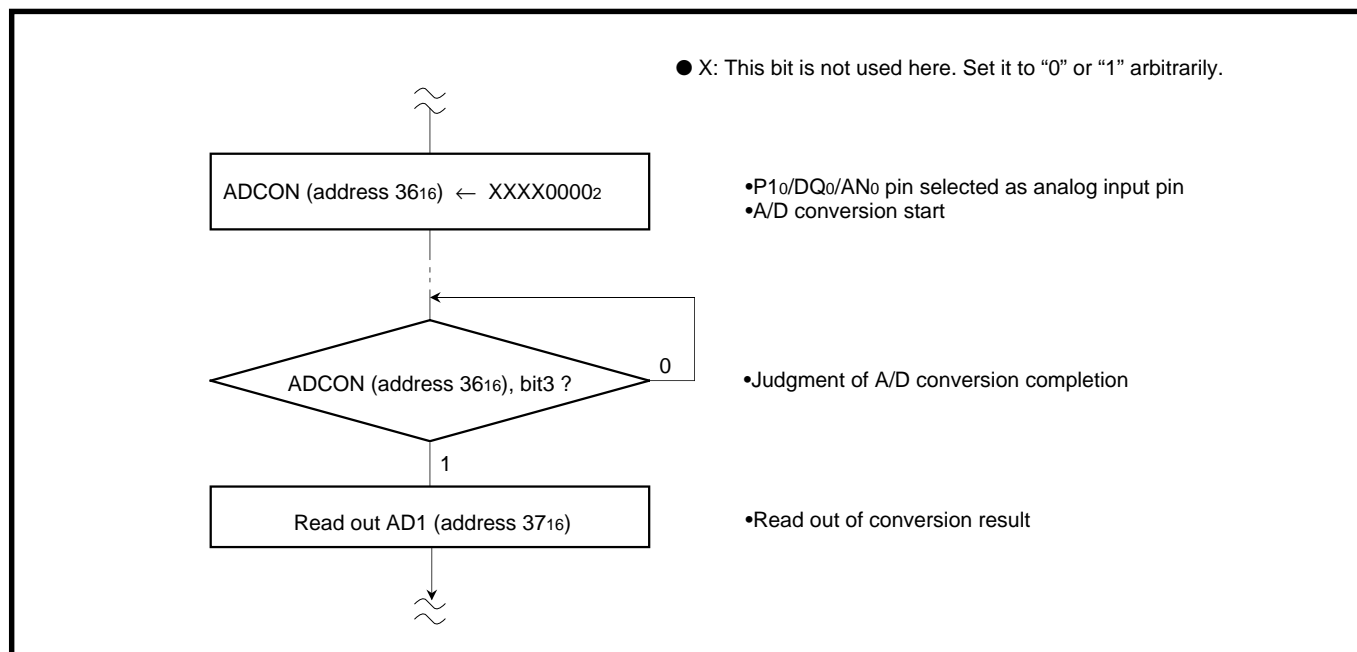 ● X: This bit is not used here. Set it to “0” or “1” arbitrarily.
ADCON (address 3616) ← XXXX00002
•P10/DQ0/AN0 pin selected as analog input pin
•A/D conversion start
0
ADCON (address 3616), bit3 ?
•Judgment of A/D conversion completion
1
Read out AD1 (address 3716)
•Read out of conversion result